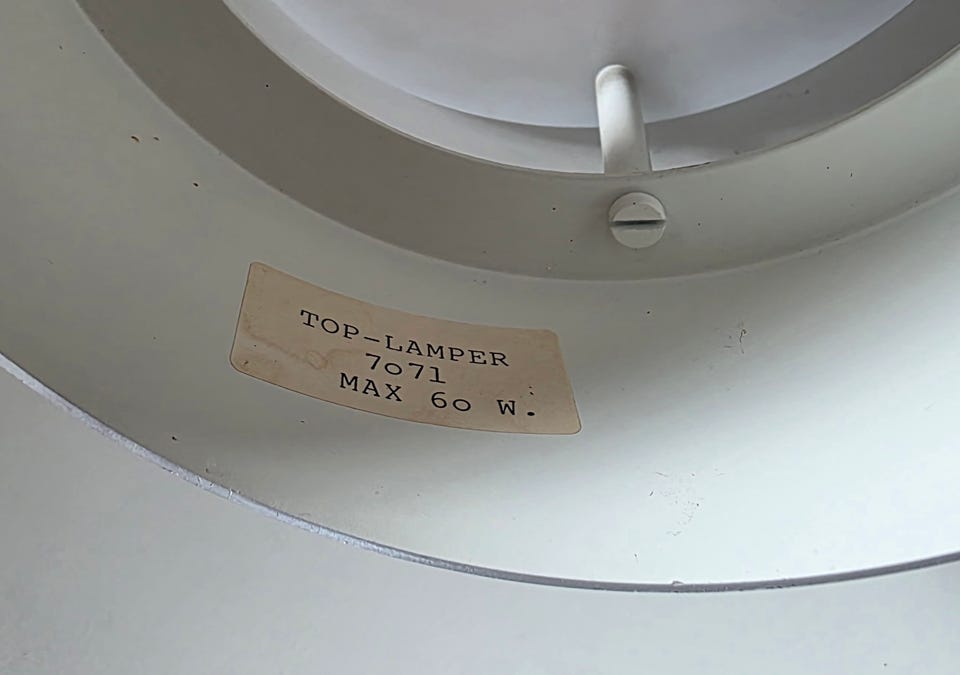 TOP-LAMPER
7071
MAX 60 W.